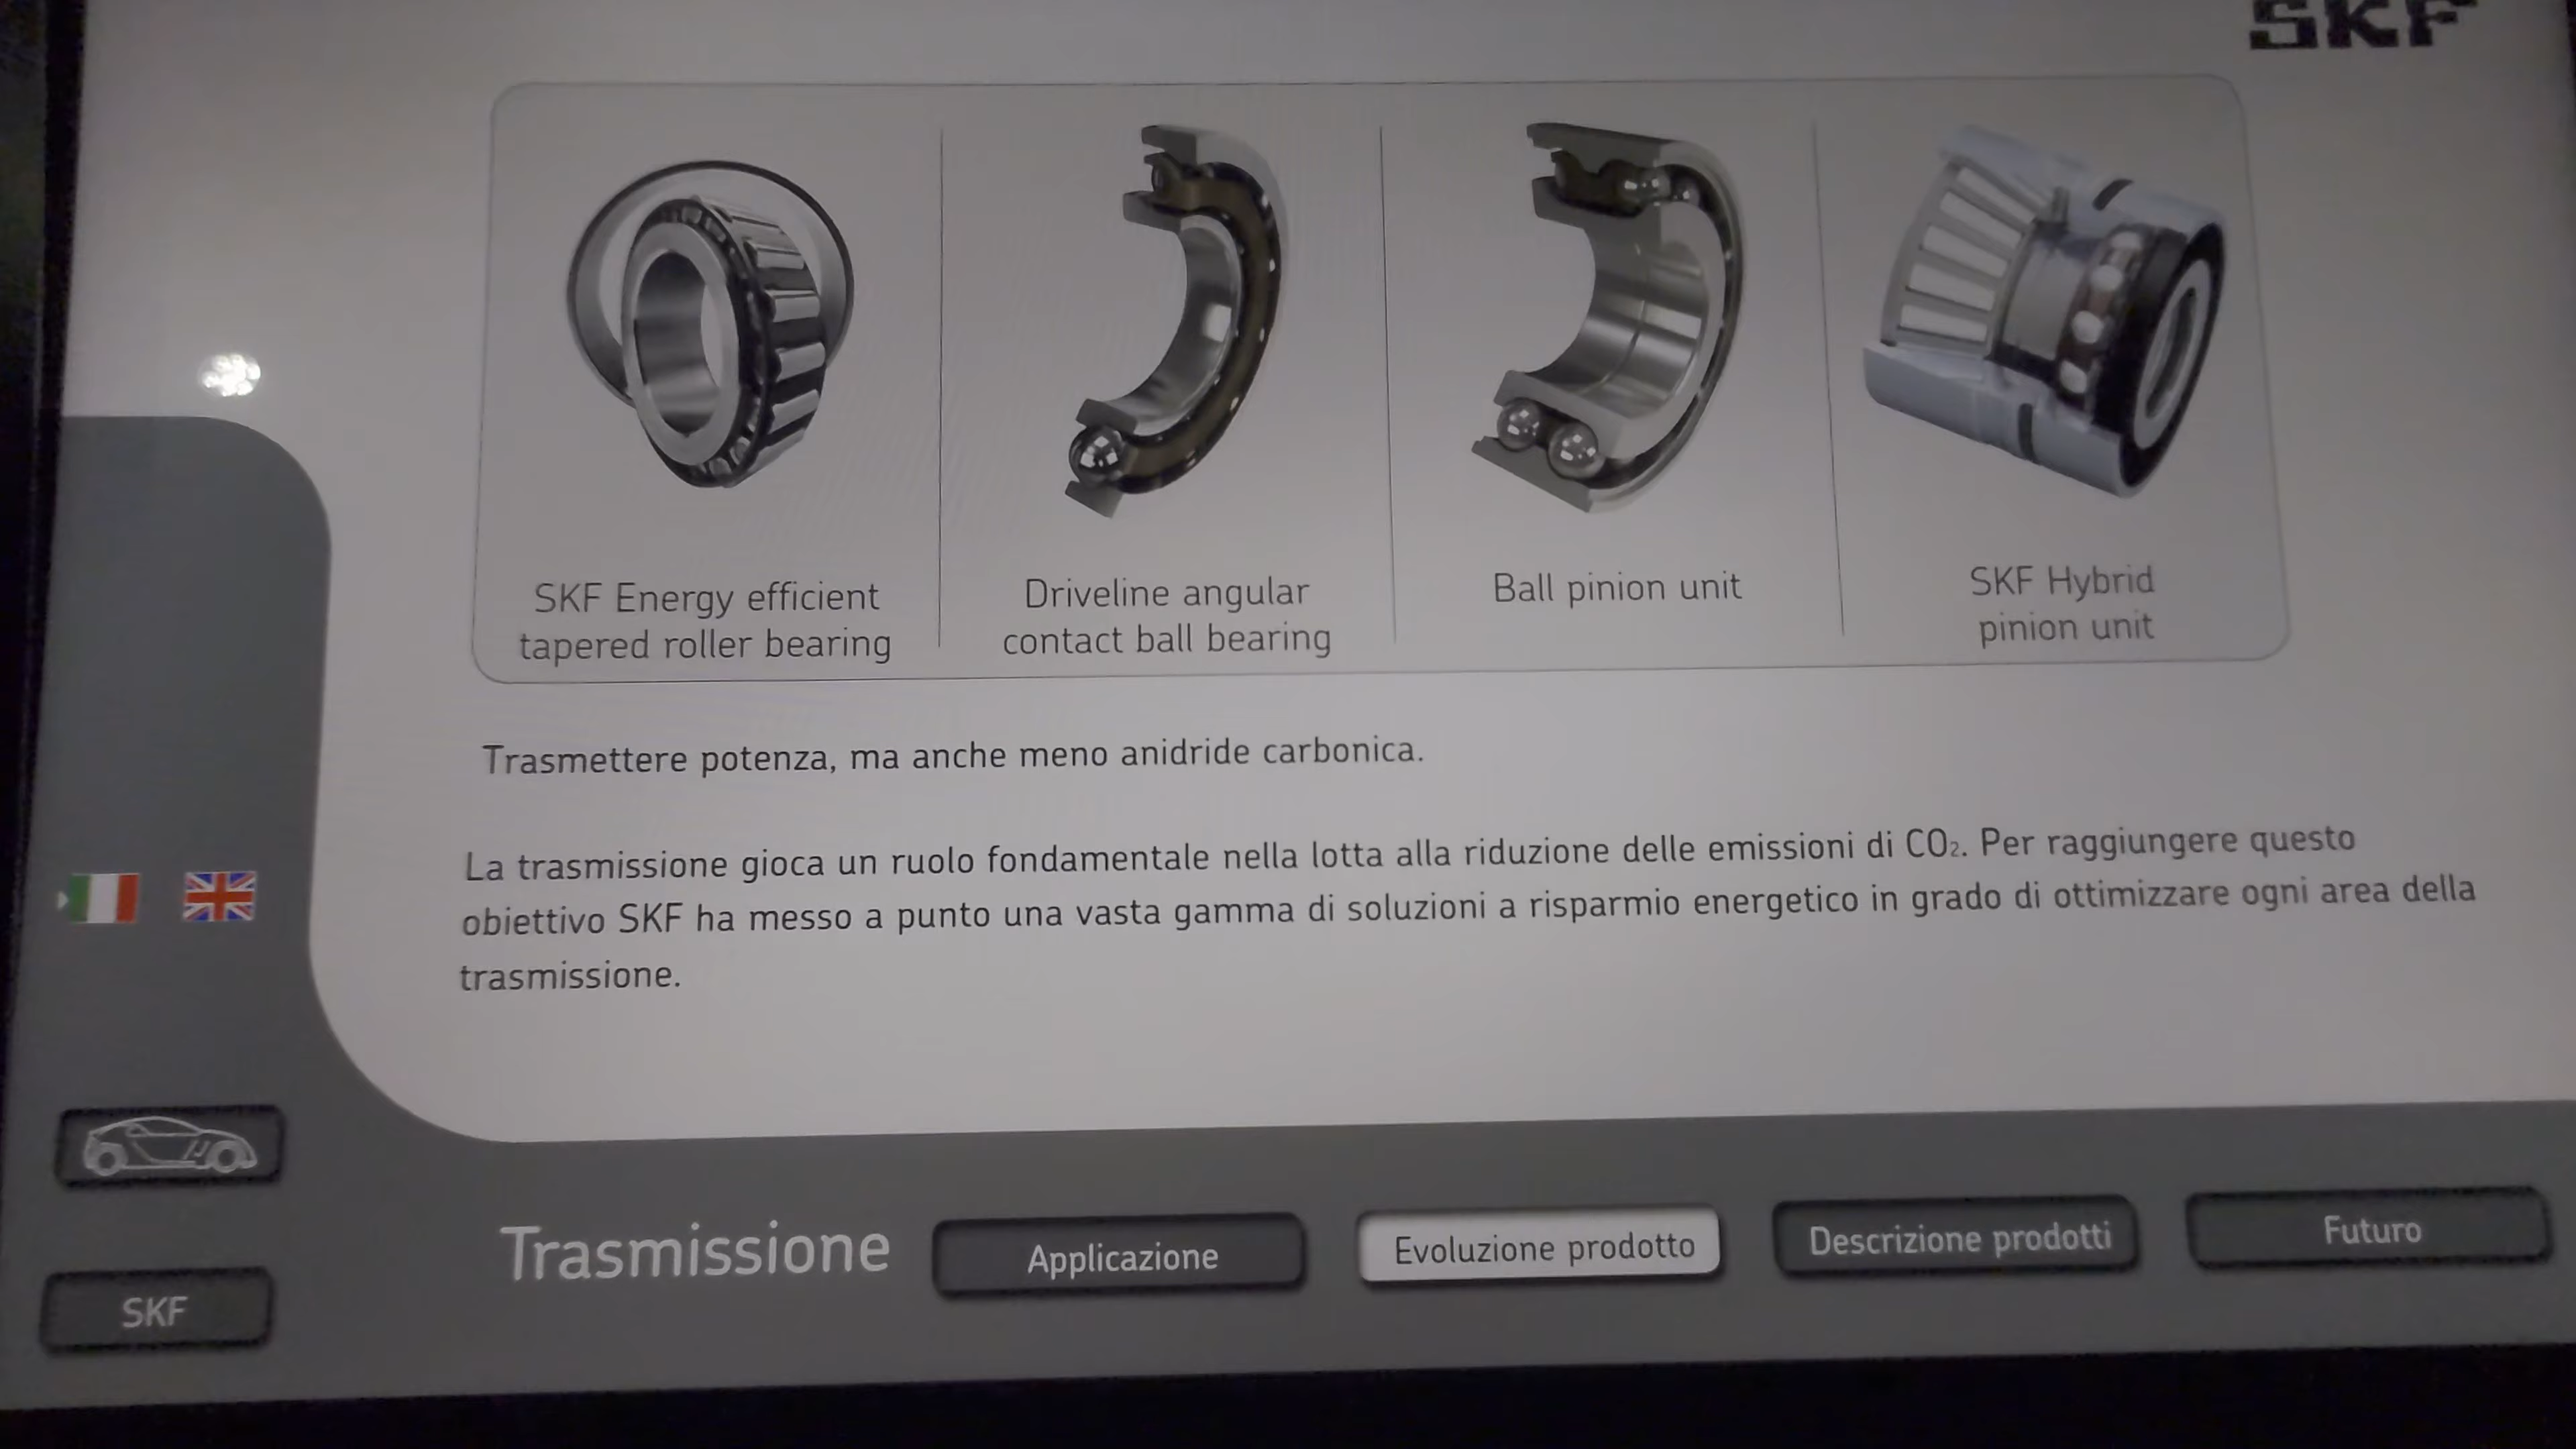 SKF
SKF Energy efficient
tapered roller bearing
Driveline angular
contact ball bearing
Ball pinion unit
SKF Hybrid
pinion unit
Trasmettere potenza, ma anche meno anidride carbonica.
La trasmissione gioca un ruolo fondamentale nella lotta alla riduzione delle emissioni di CO₂. Per raggiungere questo
obiettivo SKF ha messo a punto una vasta gamma di soluzioni a risparmio energetico in grado di ottimizzare ogni area della
trasmissione.
Trasmissione
Applicazione
Evoluzione prodotto
Descrizione prodotti
Futuro
SKF